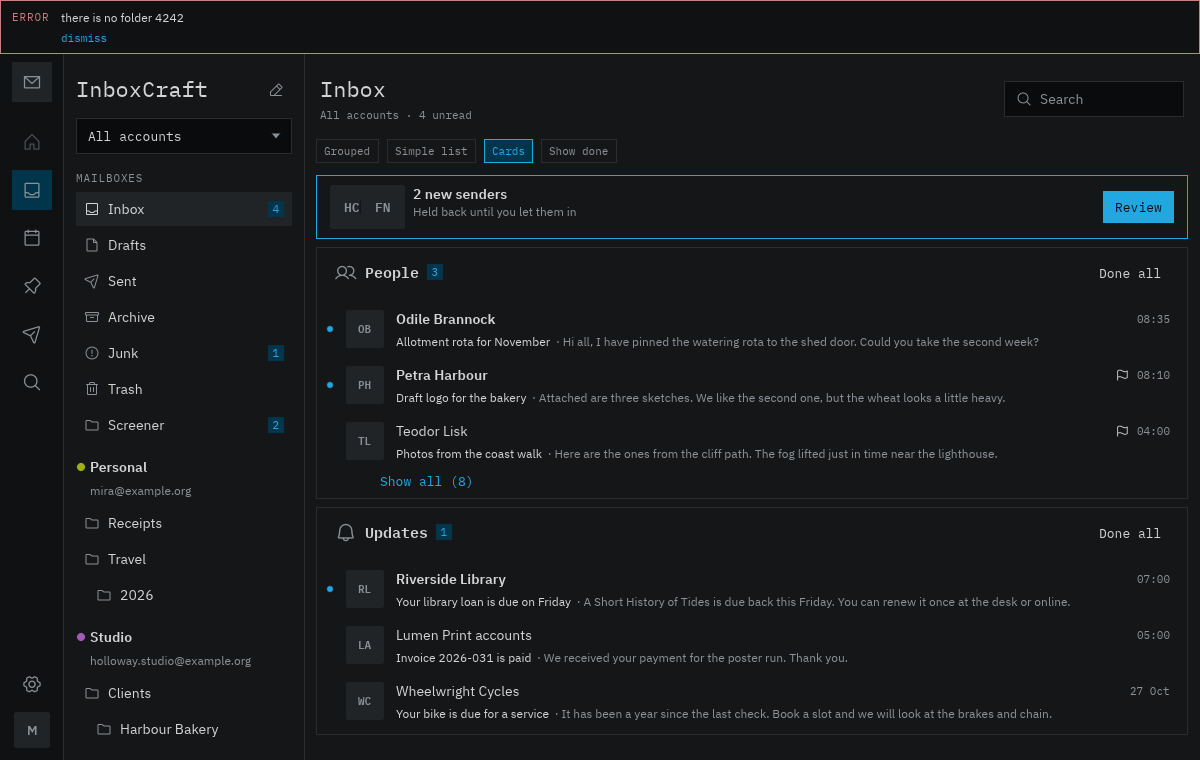 ERROR there is no folder 4242
dismiss
InboxCraft
All accounts
MAILBOXES
Inbox 4
Drafts
Sent
Archive
Junk 1
Trash
Screener 2
Personal
mira@example.org
Receipts
Travel
2026
Studio
holloway.studio@example.org
Clients
Harbour Bakery
M
Inbox
All accounts · 4 unread
Search
Grouped Simple list Cards Show done
HC FN
2 new senders
Held back until you let them in
Review
People 3 Done all
OB Odile Brannock 08:35
Allotment rota for November · Hi all, I have pinned the watering rota to the shed door. Could you take the second week?
PH Petra Harbour 08:10
Draft logo for the bakery · Attached are three sketches. We like the second one, but the wheat looks a little heavy.
TL Teodor Lisk 04:00
Photos from the coast walk · Here are the ones from the cliff path. The fog lifted just in time near the lighthouse.
Show all (8)
Updates 1 Done all
RL Riverside Library 07:00
Your library loan is due on Friday · A Short History of Tides is due back this Friday. You can renew it once at the desk or online.
LA Lumen Print accounts 05:00
Invoice 2026-031 is paid · We received your payment for the poster run. Thank you.
WC Wheelwright Cycles 27 Oct
Your bike is due for a service · It has been a year since the last check. Book a slot and we will look at the brakes and chain.